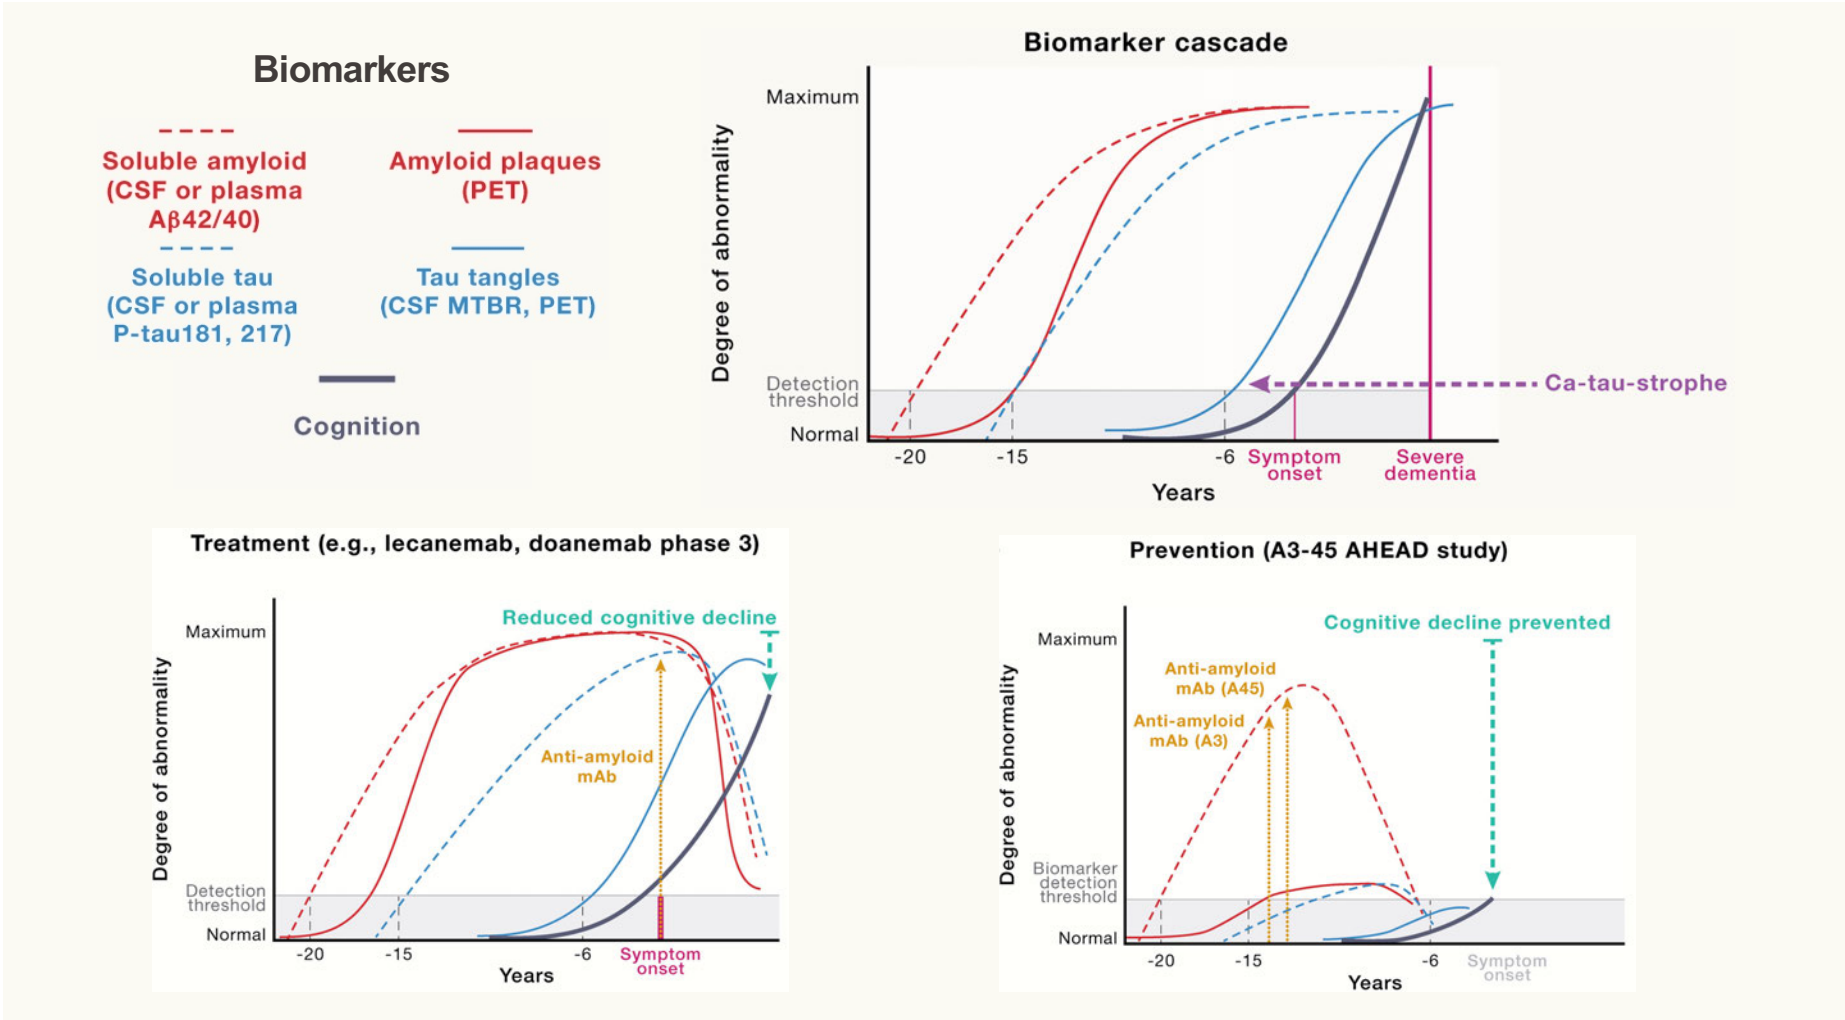 Biomarkers
Soluble amyloid
(CSF or plasma
Aβ42/40)
Amyloid plaques
(PET)
Soluble tau
(CSF or plasma
P-tau181, 217)
Tau tangles
(CSF MTBR, PET)
Cognition
Biomarker cascade
Degree of abnormality
Maximum
Detection
threshold
Normal
-20
-15
-6
Symptom
onset
Severe
dementia
Years
Ca-tau-strophe
Treatment (e.g., lecanemab, doanemab phase 3)
Degree of abnormality
Maximum
Detection
threshold
Normal
Reduced cognitive decline
Anti-amyloid
mAb
-20
-15
-6
Symptom
onset
Years
Prevention (A3-45 AHEAD study)
Degree of abnormality
Maximum
Biomarker
detection
threshold
Normal
Cognitive decline prevented
Anti-amyloid
mAb (A45)
Anti-amyloid
mAb (A3)
-20
-15
-6
Symptom
onset
Years